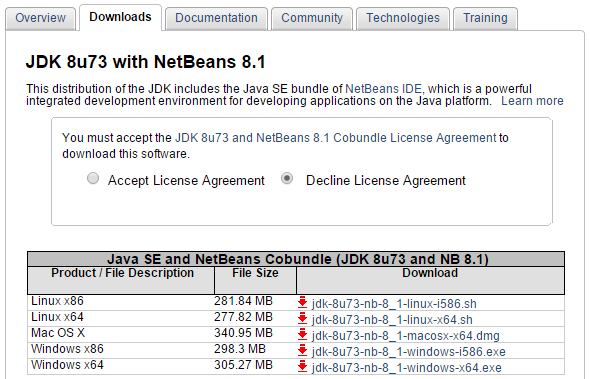 Overview Downloads Documentation Community Technologies Training
JDK 8u73 with NetBeans 8.1
This distribution of the JDK includes the Java SE bundle of NetBeans IDE, which is a powerful
integrated development environment for developing applications on the Java platform. Learn more
You must accept the JDK 8u73 and NetBeans 8.1 Cobundle License Agreement to
download this software.
Accept License Agreement Decline License Agreement
Java SE and NetBeans Cobundle (JDK 8u73 and NB 8.1)
Product / File Description File Size Download
Linux x86 281.84 MB jdk-8u73-nb-8_1-linux-i586.sh
Linux x64 277.82 MB jdk-8u73-nb-8_1-linux-x64.sh
Mac OS X 340.95 MB jdk-8u73-nb-8_1-macosx-x64.dmg
Windows x86 298.3 MB jdk-8u73-nb-8_1-windows-i586.exe
Windows x64 305.27 MB jdk-8u73-nb-8_1-windows-x64.exe